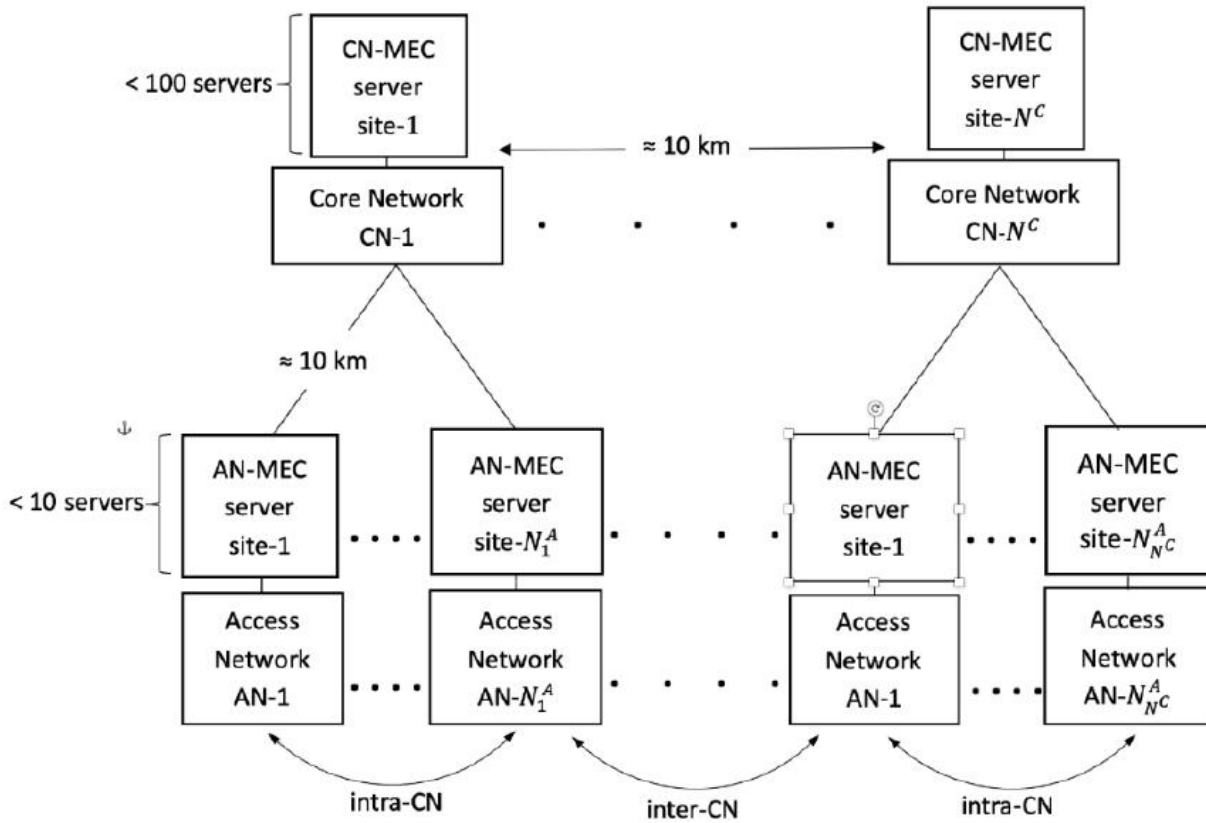 CN-MEC
server
site-1
< 100 servers
CN-MEC
server
site-N^C
≈ 10 km
Core Network
CN-1
Core Network
CN-N^C
≈ 10 km
AN-MEC
server
site-1
< 10 servers
AN-MEC
server
site-N_1^A
AN-MEC
server
site-1
AN-MEC
server
site-N_{N^C}^A
Access
Network
AN-1
Access
Network
AN-N_1^A
Access
Network
AN-1
Access
Network
AN-N_{N^C}^A
intra-CN
inter-CN
intra-CN